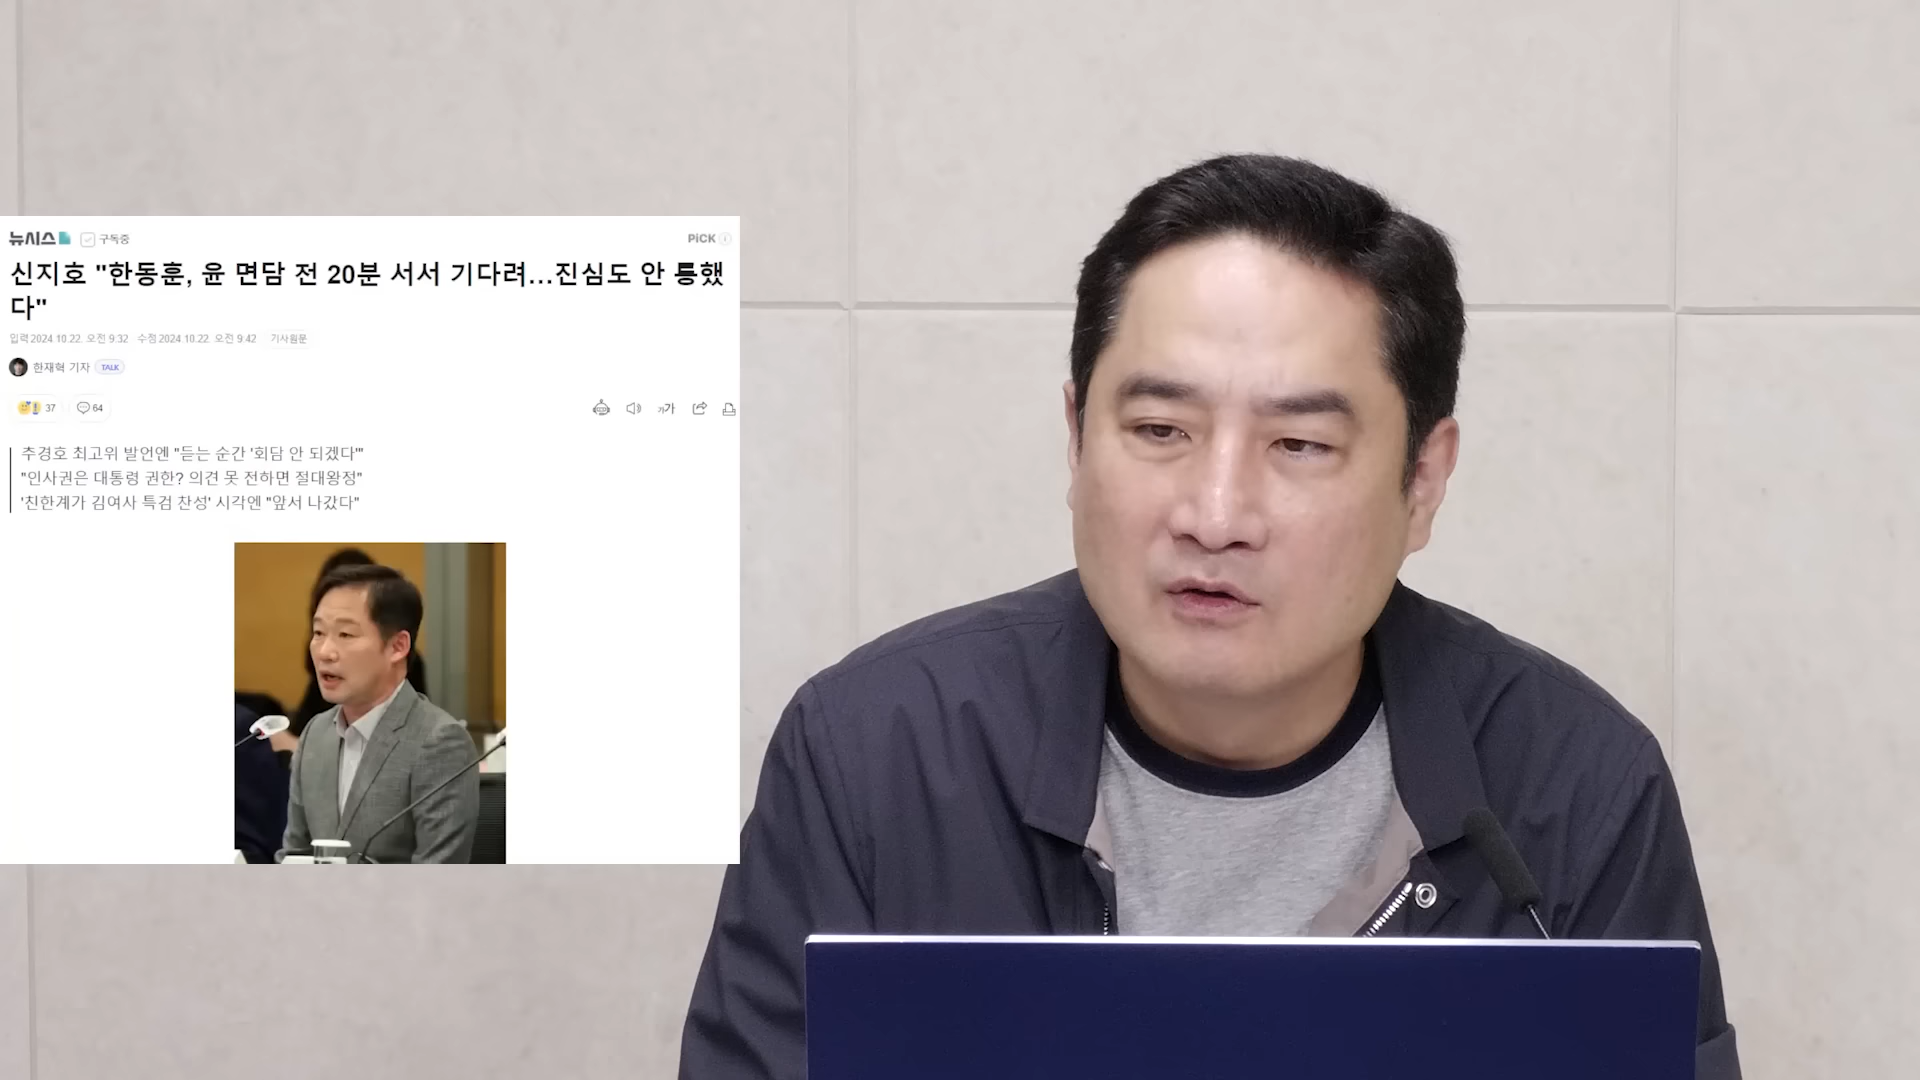 뉴시스 구독중 PiCK
신지호 "한동훈, 윤 면담 전 20분 서서 기다려…진심도 안 통했
다"
입력 2024.10.22. 오전 9:32 수정 2024.10.22. 오전 9:42 기사원문
한재혁 기자 TALK
37 64 가가
추경호 최고위 발언엔 "듣는 순간 '회담 안 되겠다'"
"인사권은 대통령 권한? 의견 못 전하면 절대왕정"
'친한계가 김여사 특검 찬성' 시각엔 "앞서 나갔다"